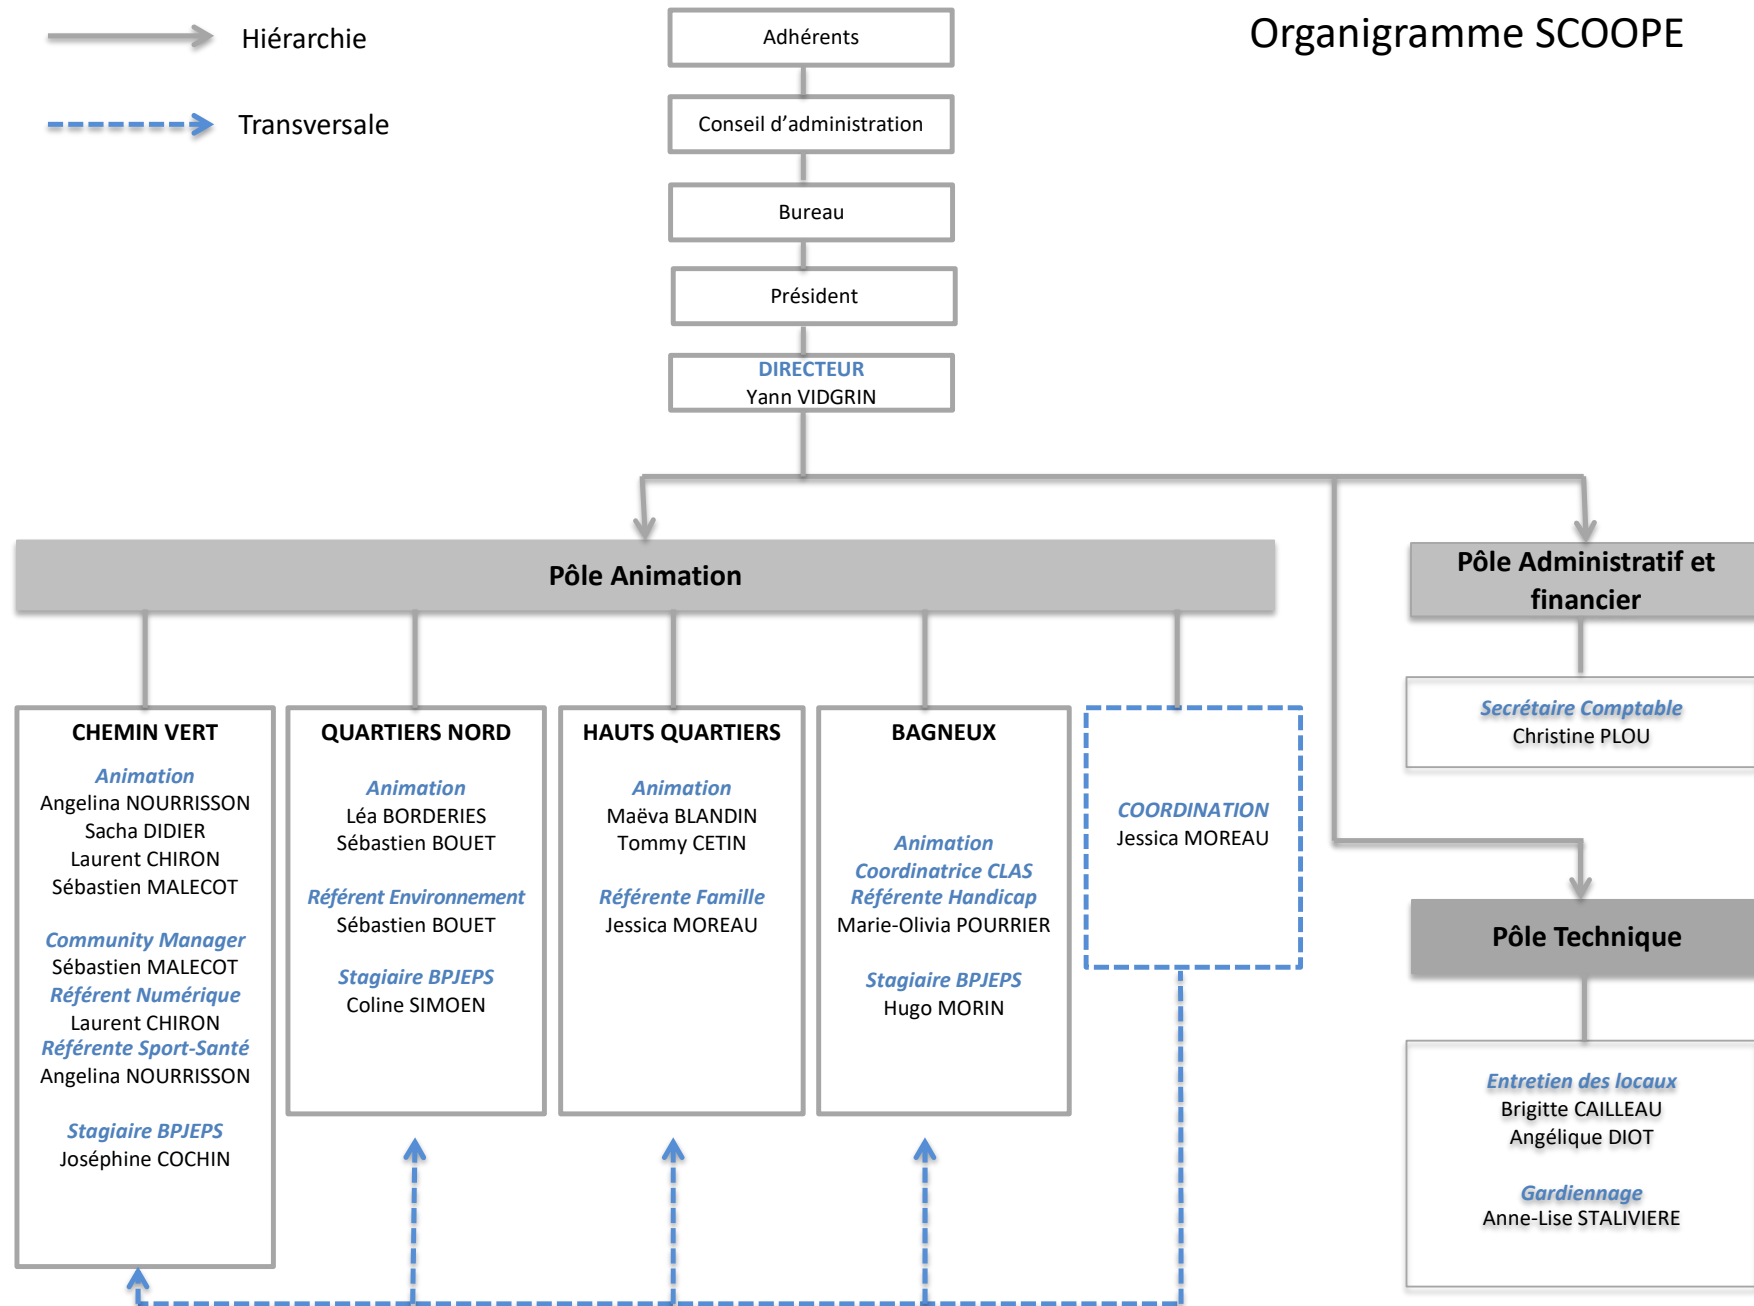 Organigramme SCOOPE
Hiérarchie
Transversale
Adhérents
Conseil d’administration
Bureau
Président
DIRECTEUR
Yann VIDGRIN
Pôle Animation
CHEMIN VERT
Animation
Angelina NOURRISSON
Sacha DIDIER
Laurent CHIRON
Sébastien MALECOT
Community Manager
Sébastien MALECOT
Référent Numérique
Laurent CHIRON
Référente Sport-Santé
Angelina NOURRISSON
Stagiaire BPJEPS
Joséphine COCHIN
QUARTIERS NORD
Animation
Léa BORDERIES
Sébastien BOUET
Référent Environnement
Sébastien BOUET
Stagiaire BPJEPS
Coline SIMOEN
HAUTS QUARTIERS
Animation
Maëva BLANDIN
Tommy CETIN
Référente Famille
Jessica MOREAU
BAGNEUX
Animation
Coordinatrice CLAS
Référente Handicap
Marie-Olivia POURRIER
Stagiaire BPJEPS
Hugo MORIN
COORDINATION
Jessica MOREAU
Pôle Administratif et
financier
Secrétaire Comptable
Christine PLOU
Pôle Technique
Entretien des locaux
Brigitte CAILLEAU
Angélique DIOT
Gardiennage
Anne-Lise STALIVIERE